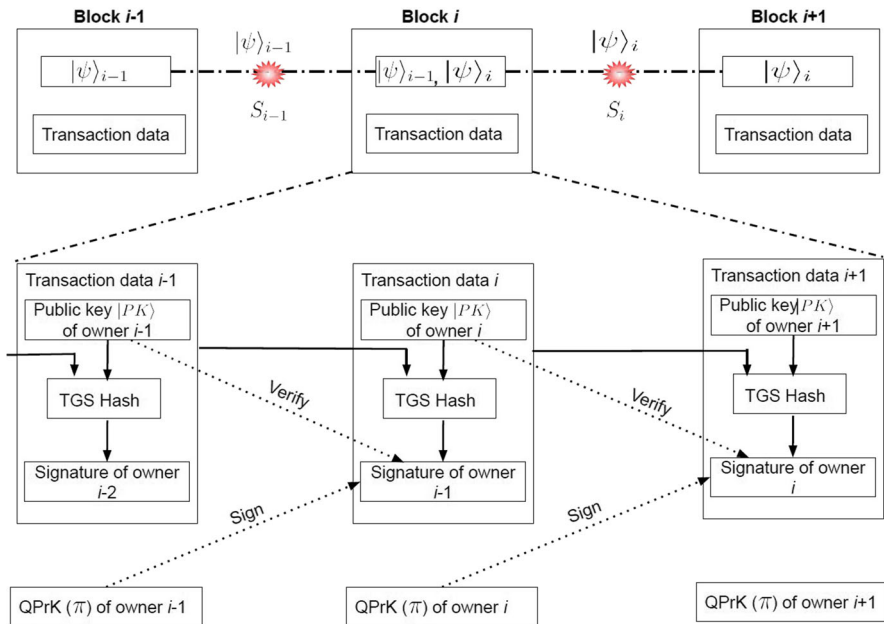 Block i-1
Block i
Block i+1
|ψ⟩i−1
|ψ⟩i−1
|ψ⟩i−1, |ψ⟩i
|ψ⟩i
|ψ⟩i
Si−1
Si
Transaction data
Transaction data
Transaction data
Transaction data i-1
Public key |PK⟩
of owner i-1
TGS Hash
Signature of owner
i-2
Transaction data i
Public key |PK⟩
of owner i
TGS Hash
Signature of owner
i-1
Transaction data i+1
Public key|PK⟩
of owner i+1
TGS Hash
Signature of owner
i
Verify
Verify
Sign
Sign
QPrK (π) of owner i-1
QPrK (π) of owner i
QPrK (π) of owner i+1